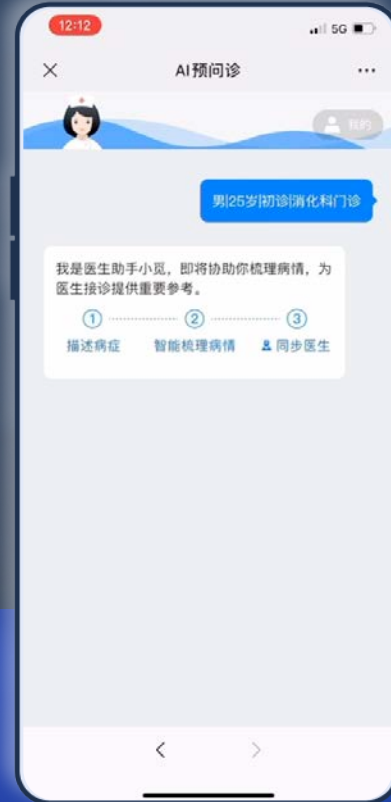 12:12
5G
AI预问诊
我的
男|25岁|初诊|消化科门诊
我是医生助手小觅，即将协助你梳理病情，为
医生接诊提供重要参考。
① ② ③
描述病症 智能梳理病情 同步医生